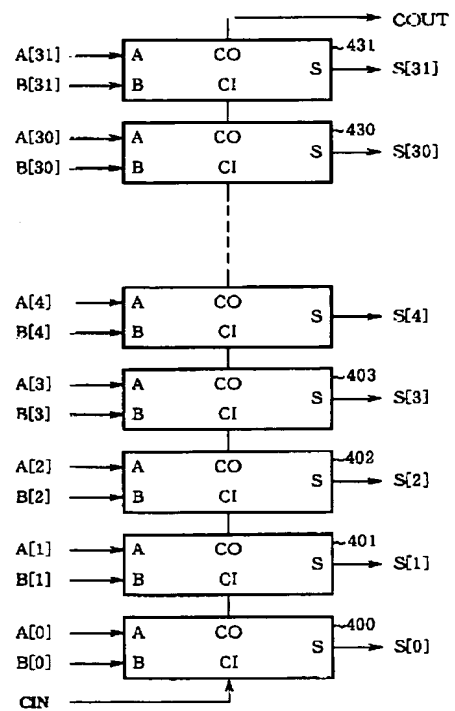 COUT
A[31] A CO 431
S S[31]
B[31] B CI
A[30] A CO 430
S S[30]
B[30] B CI
A[4] A CO
S S[4]
B[4] B CI
A[3] A CO 403
S S[3]
B[3] B CI
A[2] A CO 402
S S[2]
B[2] B CI
A[1] A CO 401
S S[1]
B[1] B CI
A[0] A CO 400
S S[0]
B[0] B CI
CIN